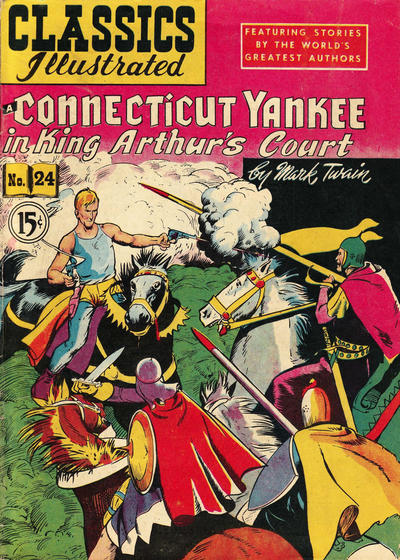 CLASSICS
Illustrated
FEATURING STORIES
BY THE WORLD'S
GREATEST AUTHORS
A CONNECTICUT YANKEE
in King Arthur's Court
by Mark Twain
No. 24
15¢